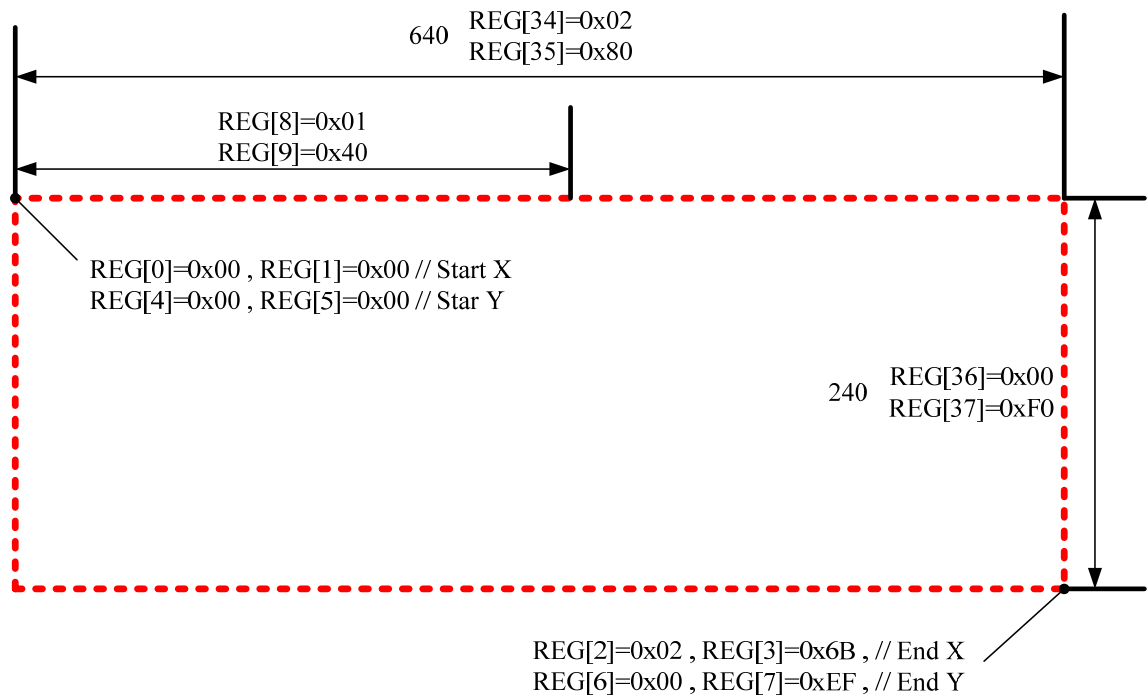 640 REG[34]=0x02
REG[35]=0x80
REG[8]=0x01
REG[9]=0x40
REG[0]=0x00 , REG[1]=0x00 // Start X
REG[4]=0x00 , REG[5]=0x00 // Star Y
240 REG[36]=0x00
REG[37]=0xF0
REG[2]=0x02 , REG[3]=0x6B , // End X
REG[6]=0x00 , REG[7]=0xEF , // End Y